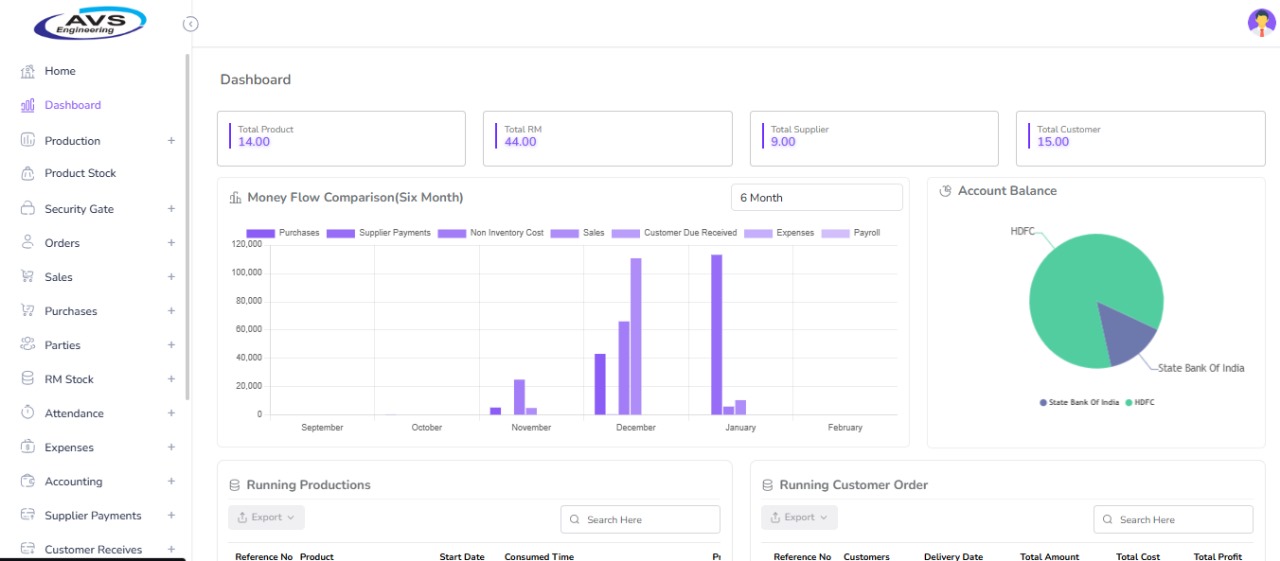 AVS
Engineering
Home
Dashboard
Production +
Product Stock
Security Gate +
Orders +
Sales +
Purchases +
Parties +
RM Stock +
Attendance +
Expenses +
Accounting +
Supplier Payments +
Customer Receives +
Dashboard
Total Product
14.00
Total RM
44.00
Total Supplier
9.00
Total Customer
15.00
Money Flow Comparison(Six Month)
6 Month
Purchases Supplier Payments Non Inventory Cost Sales Customer Due Received Expenses Payroll
120,000
100,000
80,000
60,000
40,000
20,000
0
September October November December January February
Account Balance
HDFC
State Bank Of India
State Bank Of India HDFC
Running Productions
Export
Search Here
Reference No Product Start Date Consumed Time
Running Customer Order
Export
Search Here
Reference No Customers Delivery Date Total Amount Total Cost Total Profit